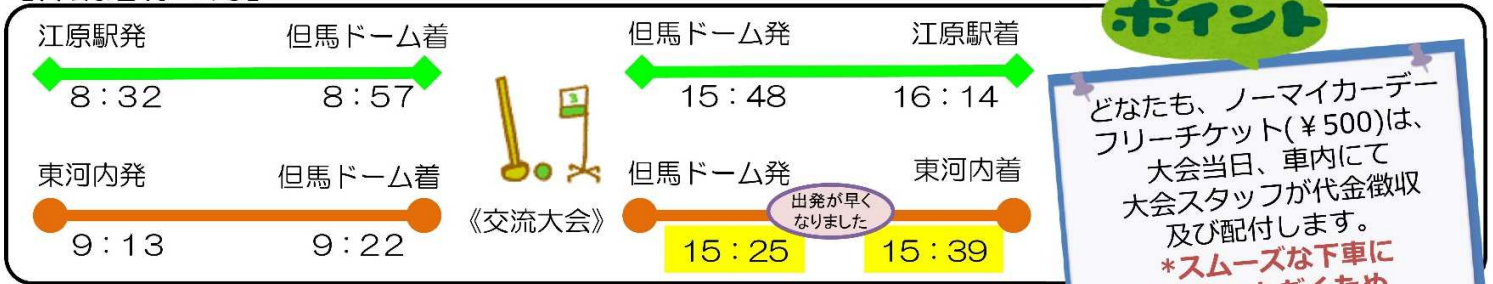 江原駅発 但馬ドーム着
8:32 8:57
東河内発 但馬ドーム着
9:13 9:22
3
《交流大会》
但馬ドーム発 江原駅着
15:48 16:14
但馬ドーム発 東河内着
出発が早く
なりました
15:25 15:39
ポイント
どなたも、ノーマイカーデー
フリーチケット(¥500)は、
大会当日、車内にて
大会スタッフが代金徴収
及び配付します。
*スムーズな下車に